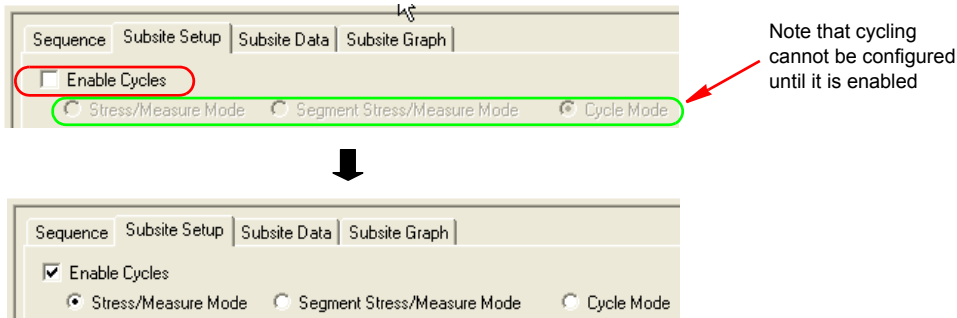 Sequence Subsite Setup Subsite Data Subsite Graph
Enable Cycles
Stress/Measure Mode Segment Stress/Measure Mode Cycle Mode
Note that cycling
cannot be configured
until it is enabled
Sequence Subsite Setup Subsite Data Subsite Graph
Enable Cycles
Stress/Measure Mode Segment Stress/Measure Mode Cycle Mode